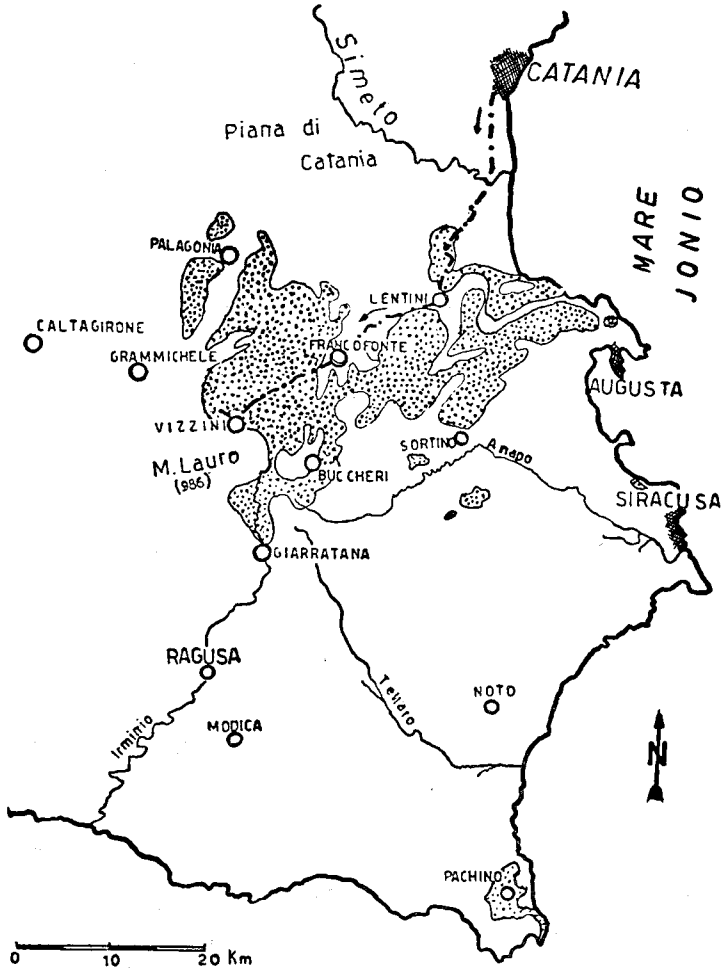 Simeto
CATANIA
Piana di
Catania
MARE
JONIO
PALAGONIA
LENTINI
CALTAGIRONE
FRANCOFONTE
GRAMMICHELE
AUGUSTA
VIZZINI
SORTINO
Anapo
M. Lauro
(986)
BUCCHERI
SIRACUSA
GIARRATANA
RAGUSA
Tellaro
NOTO
Irminio
MODICA
N
PACHINO
0 10 20 Km